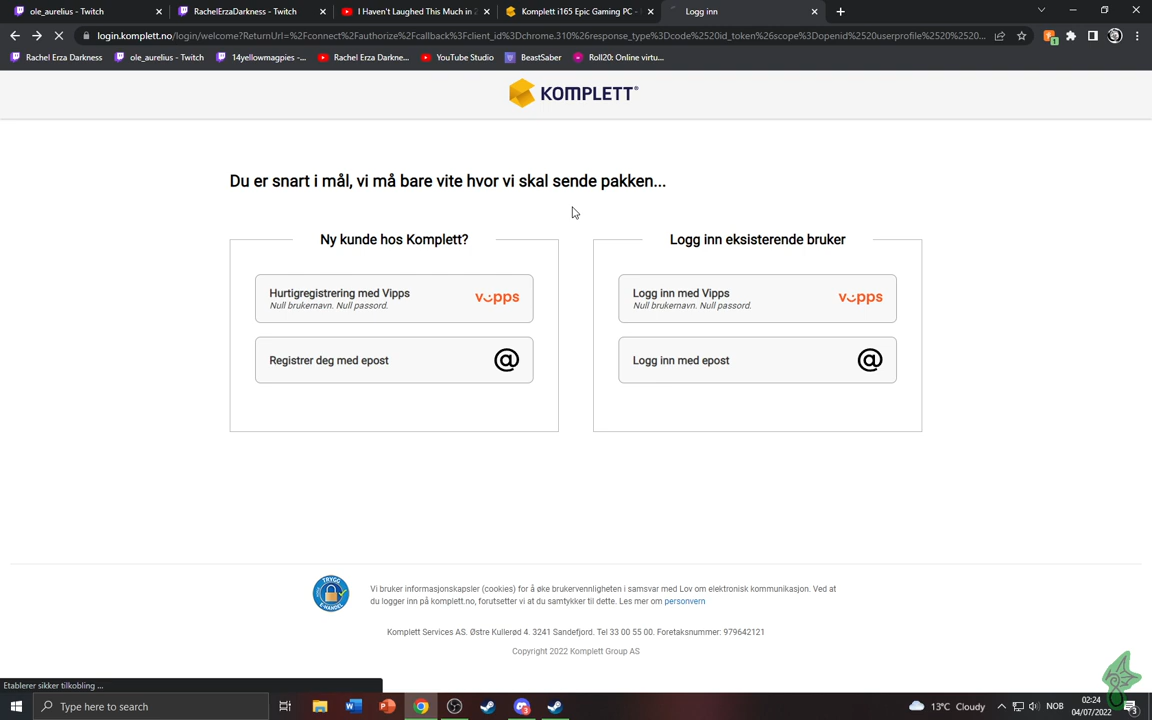 ole_aurelius - Twitch
RachelErzaDarkness - Twitch
I Haven't Laughed This Much in
Komplett i165 Epic Gaming PC -
Logg inn
login.komplett.no/login/welcome?ReturnUrl=%2Fconnect%2Fauthorize%2Fcallback%3Fclient_id%3Dchrome.310%26response_type%3Dcode%2520id_token%26scope%3Dopenid%2520userprofile%2520%2520...
Rachel Erza Darkness
ole_aurelius - Twitch
14yellowmagpies -...
Rachel Erza Darkne...
YouTube Studio
BeastSaber
Roll20: Online virtu...
KOMPLETT®
Du er snart i mål, vi må bare vite hvor vi skal sende pakken...
Ny kunde hos Komplett?
Hurtigregistrering med Vipps
Null brukernavn. Null passord.
vipps
Registrer deg med epost
@
Logg inn eksisterende bruker
Logg inn med Vipps
Null brukernavn. Null passord.
vipps
Logg inn med epost
@
TRYGG
E-HANDEL
Vi bruker informasjonskapsler (cookies) for å øke brukervennligheten i samsvar med Lov om elektronisk kommunikasjon. Ved at
du logger inn på komplett.no, forutsetter vi at du samtykker til dette. Les mer om personvern
Komplett Services AS. Østre Kullerød 4. 3241 Sandefjord. Tel 33 00 55 00. Foretaksnummer: 979642121
Copyright 2022 Komplett Group AS
Etablerer sikker tilkobling ...
Type here to search
13°C Cloudy
NOB
02:24
04/07/2022
3